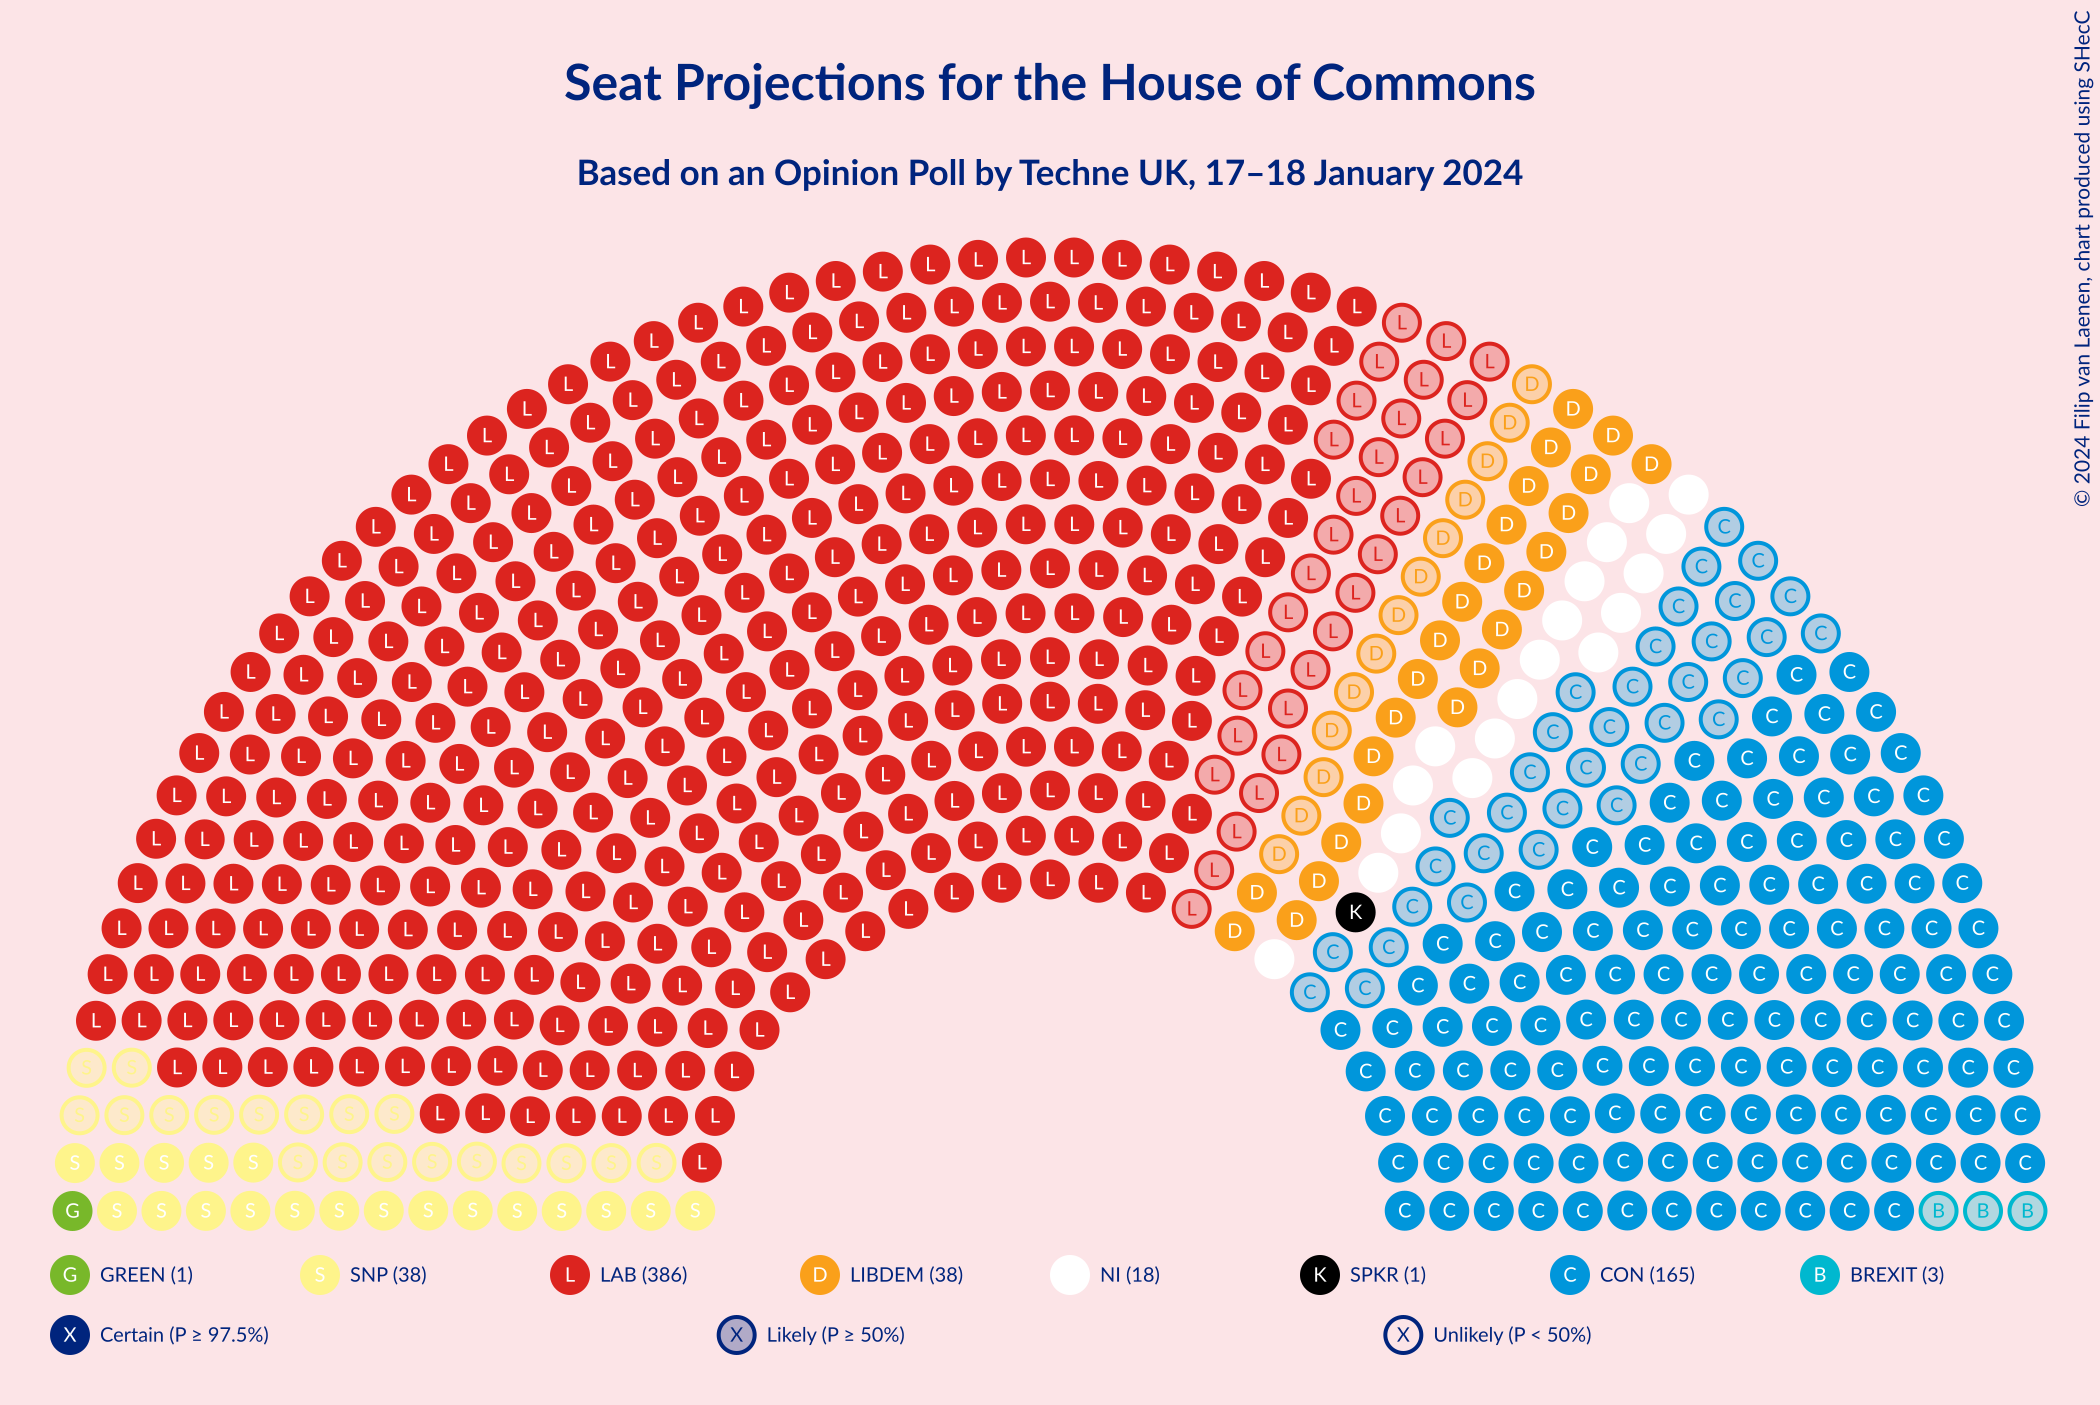 Seat Projections for the House of Commons
Based on an Opinion Poll by Techne UK, 17–18 January 2024
© 2024 Filip van Laenen, chart produced using SHecC
G GREEN (1)
S SNP (38)
L LAB (386)
D LIBDEM (38)
NI (18)
K SPKR (1)
C CON (165)
B BREXIT (3)
X Certain (P ≥ 97.5%)
X Likely (P ≥ 50%)
X Unlikely (P < 50%)